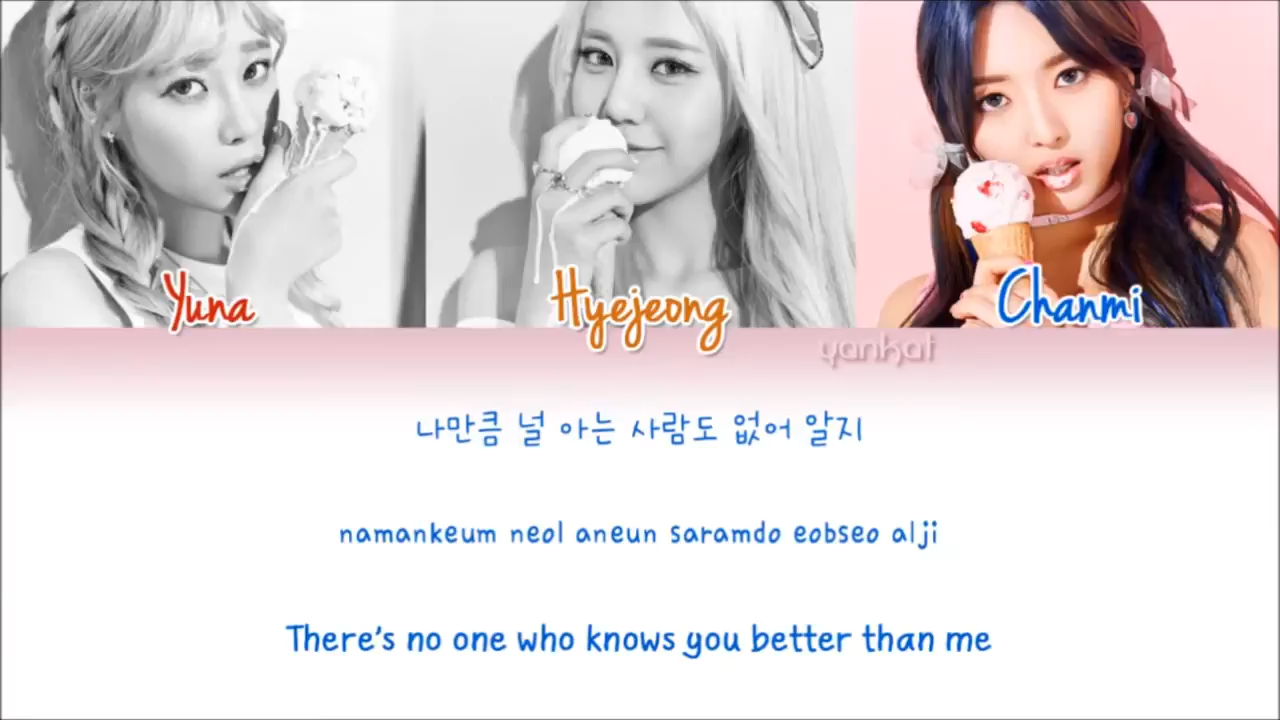 Yuna
Hyejeong
Chanmi
yankat
나만큼 널 아는 사람도 없어 알지
namankeum neol aneun saramdo eobseo alji
There's no one who knows you better than me